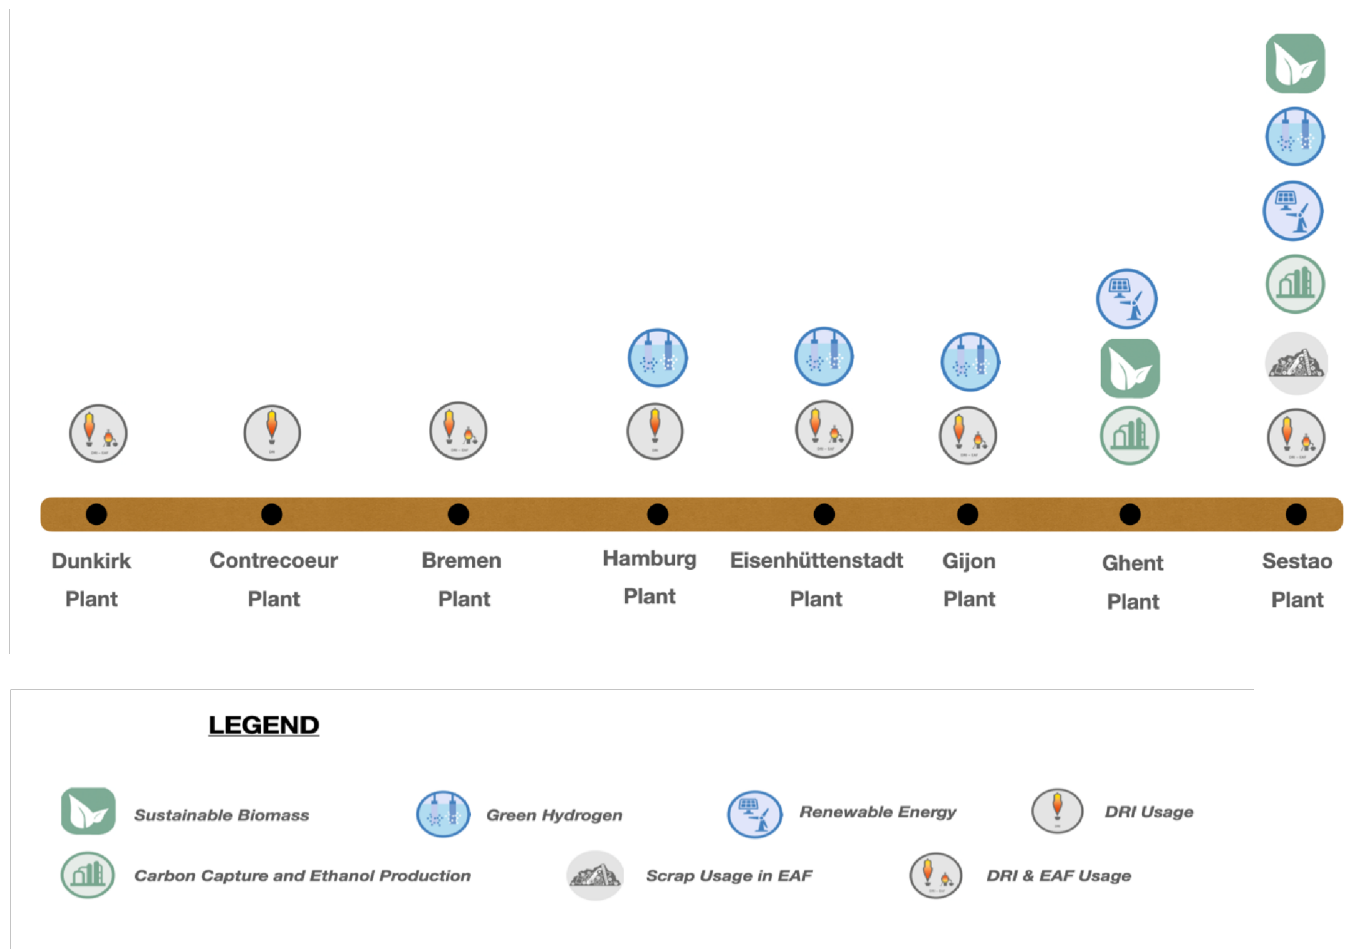 Dunkirk
Plant
Contrecoeur
Plant
Bremen
Plant
Hamburg
Plant
Eisenhüttenstadt
Plant
Gijon
Plant
Ghent
Plant
Sestao
Plant
LEGEND
Sustainable Biomass
Green Hydrogen
Renewable Energy
DRI Usage
Carbon Capture and Ethanol Production
Scrap Usage in EAF
DRI & EAF Usage